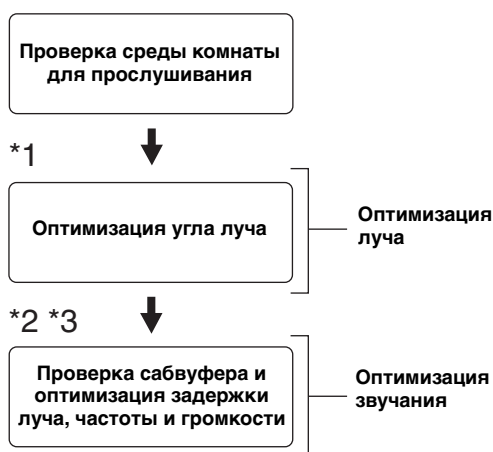 Проверка среды комнаты
для прослушивания
*1
Оптимизация угла луча
Оптимизация
луча
*2 *3
Проверка сабвуфера и
оптимизация задержки
луча, частоты и громкости
Оптимизация
звучания